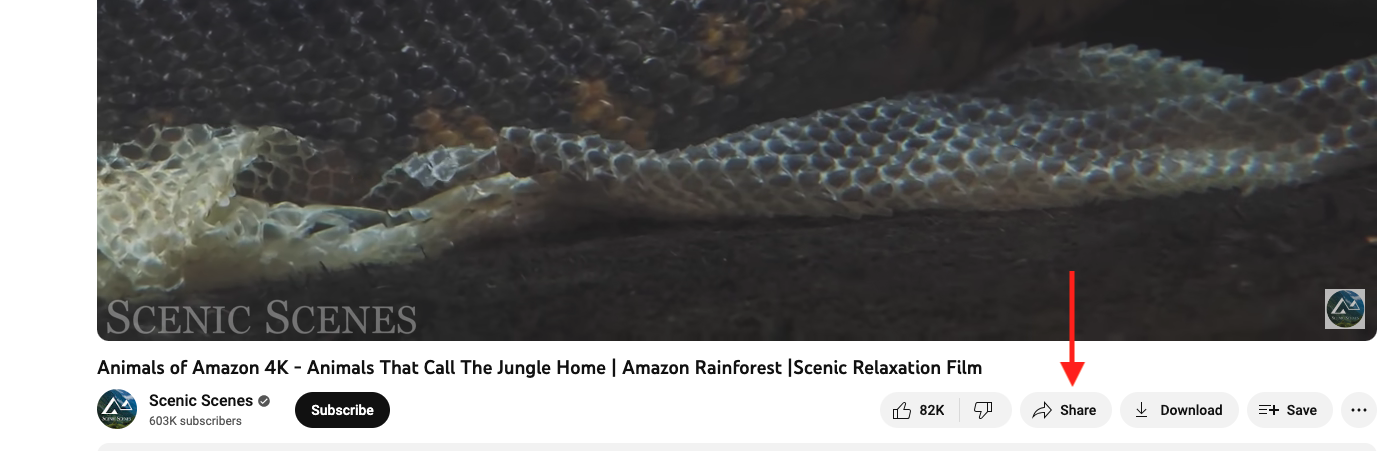 SCENIC SCENES
Animals of Amazon 4K - Animals That Call The Jungle Home | Amazon Rainforest |Scenic Relaxation Film
Scenic Scenes
603K subscribers
Subscribe
82K
Share
Download
Save